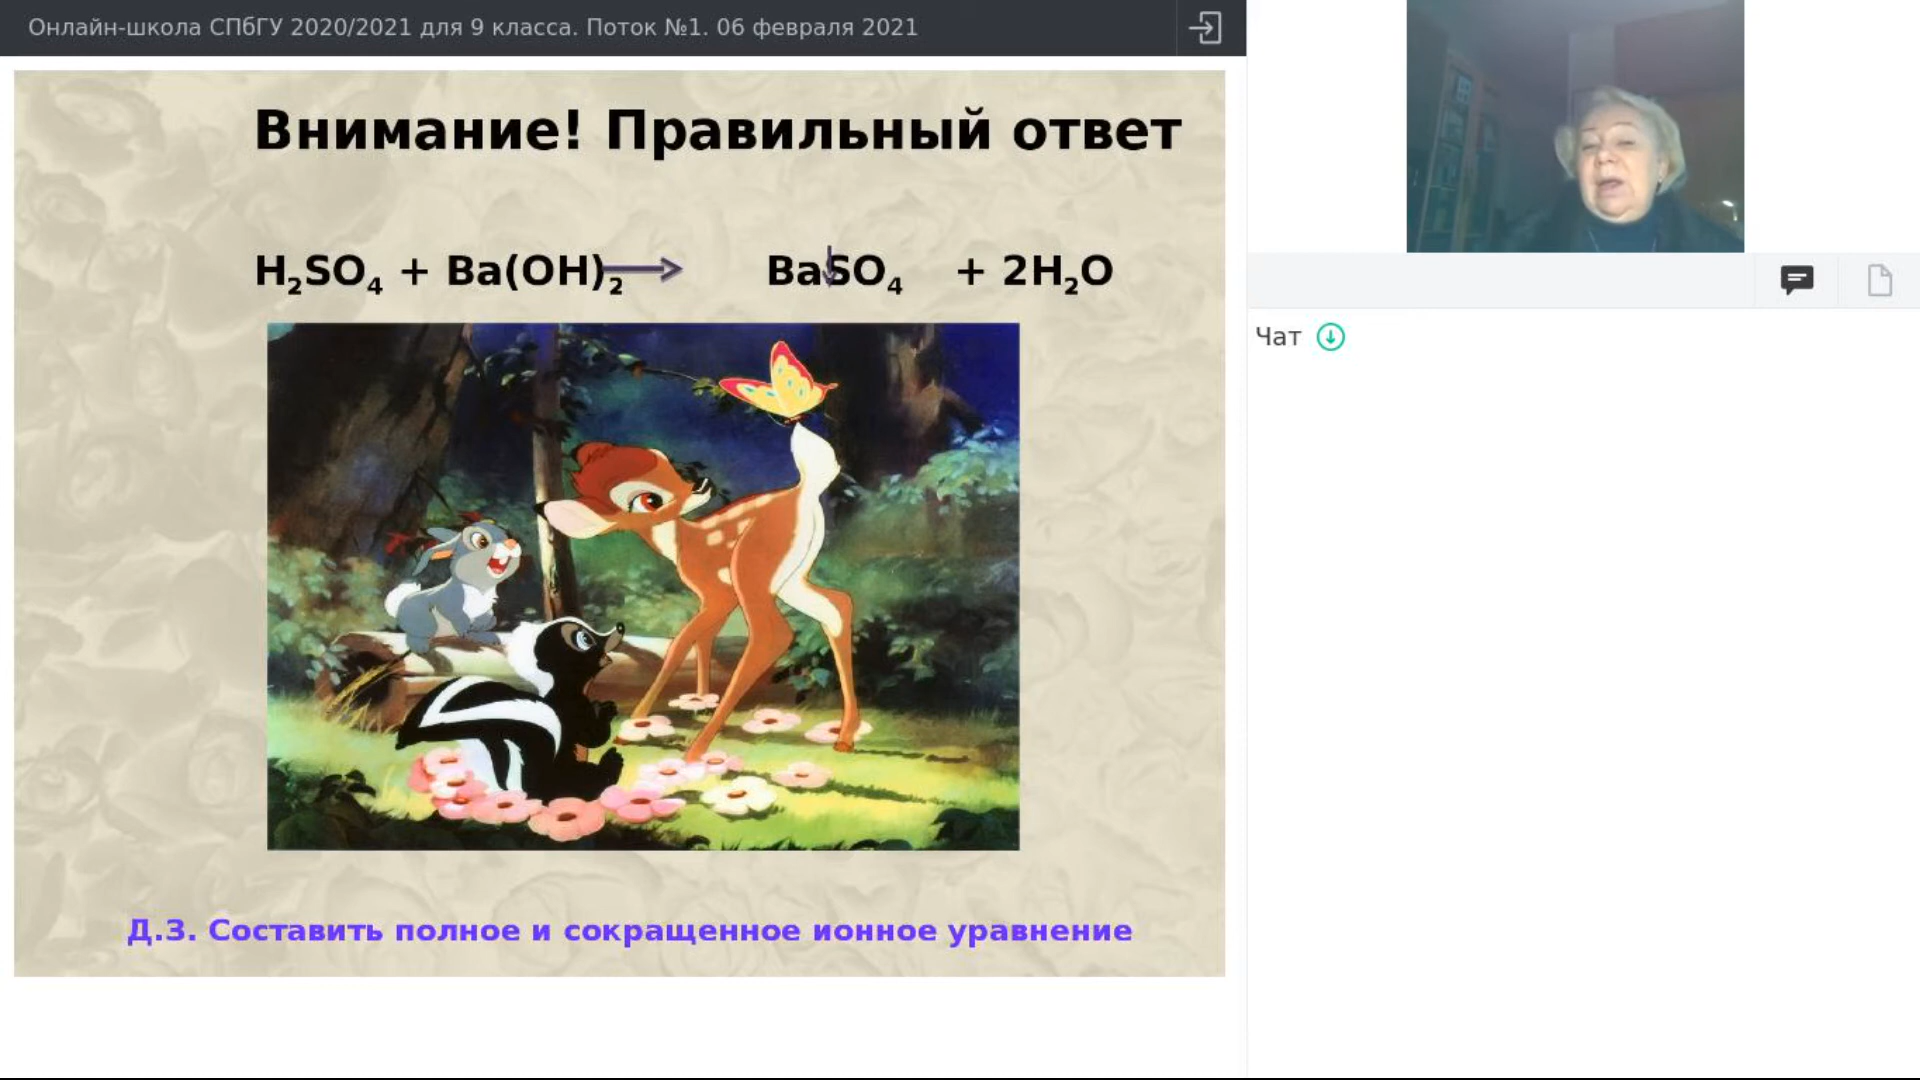 Онлайн-школа СПбГУ 2020/2021 для 9 класса. Поток №1. 06 февраля 2021
Внимание! Правильный ответ
H₂SO₄ + Ba(OH)₂ → BaSO₄ ↓ + 2H₂O
Д.З. Составить полное и сокращенное ионное уравнение
Чат